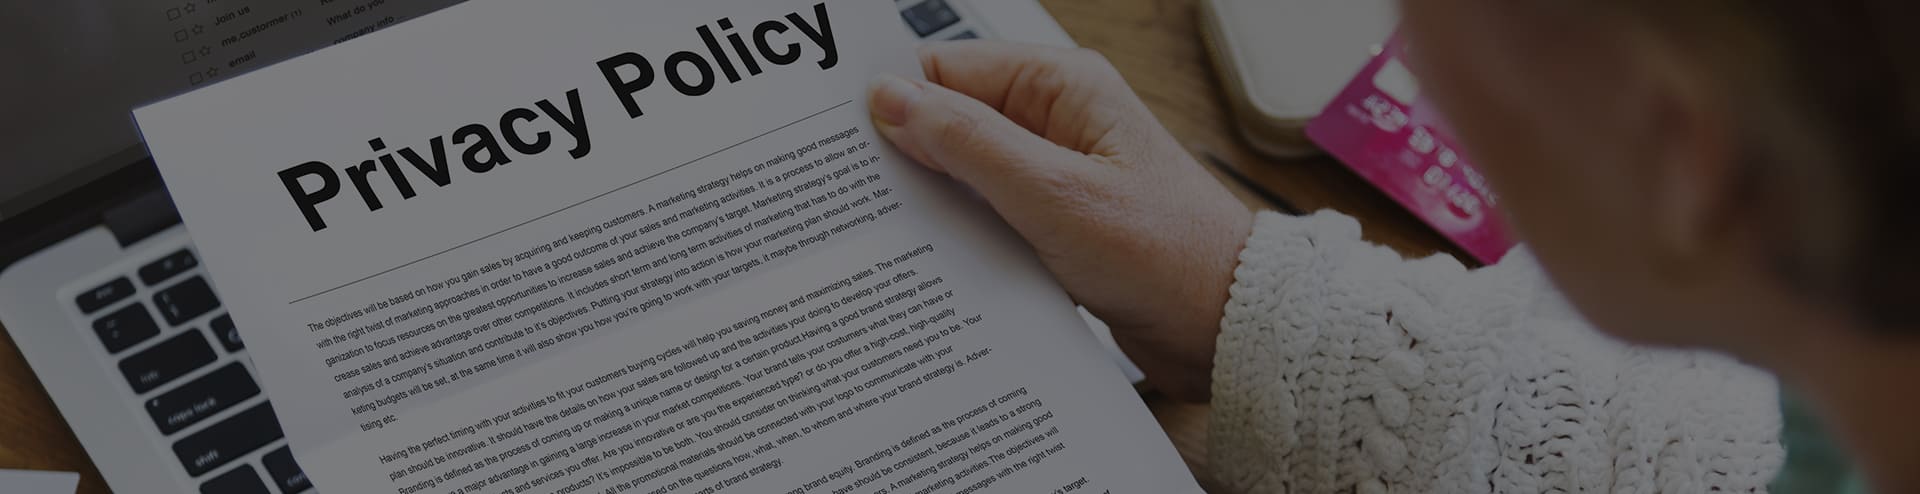 Join us
me,custormer (1)
What do you
email
company info
Privacy Policy
The objectives will be based on how you gain sales by acquiring and keeping customers. A marketing strategy helps on making good messages
with the right twist of marketing approaches in order to have a good outcome of your sales and marketing activities. It is a process to allow an or-
ganization to focus resources on the greatest opportunities to increase sales and achieve the company's target. Marketing strategy's goal is to in-
crease sales and achieve advantage over other competitions. It includes short term and long term activities of marketing that has to do with the
analysis of a company's situation and contribute to it's objectives. Putting your strategy into action is how your marketing plan should work. Mar-
keting budgets will be set, at the same time it will also show you how you're going to work with your targets, it maybe through networking, adver-
tising etc.
Having the perfect timing with your activities to fit your customers buying cycles will help you saving money and maximizing sales. The marketing
plan should be innovative. It should have the details on how your sales are followed up and the activities your doing to develop your offers.
Branding is defined as the process of coming up or making a unique name or design for a certain product.Having a good brand strategy allows
a major advantage in gaining a large increase in your market competitions. Your brand tells your costumers what they can have or
and services you offer. Are you innovative or are you the experienced type? or do you offer a high-cost, high-quality
products? It's impossible to be both. You should consider on thinking what your customers need you to be. Your
All the promotional materials should be connected with your logo to communicate with your
on the questions how, what, when, to whom and where your brand strategy is. Adver-
of brand strategy.
brand equity. Branding is defined as the process of coming
have should be consistent, because it leads to a strong
A marketing strategy helps on making good
marketing activities.The objectives will
messages with the right twist
target.
caps lock
shift